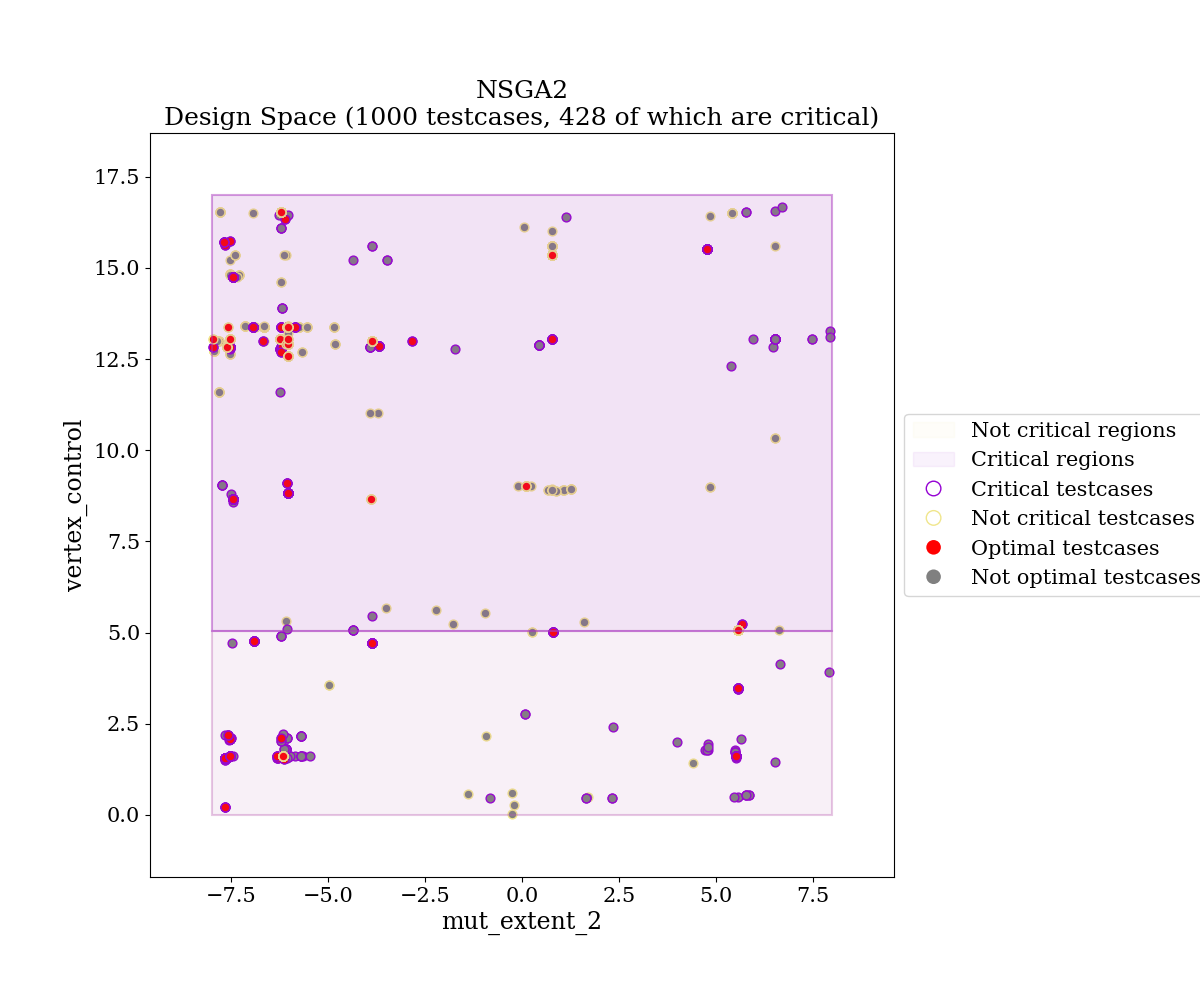 NSGA2
Design Space (1000 testcases, 428 of which are critical)
17.5
15.0
12.5
10.0
7.5
5.0
2.5
0.0
vertex_control
−7.5 −5.0 −2.5 0.0 2.5 5.0 7.5
mut_extent_2
Not critical regions
Critical regions
Critical testcases
Not critical testcases
Optimal testcases
Not optimal testcases